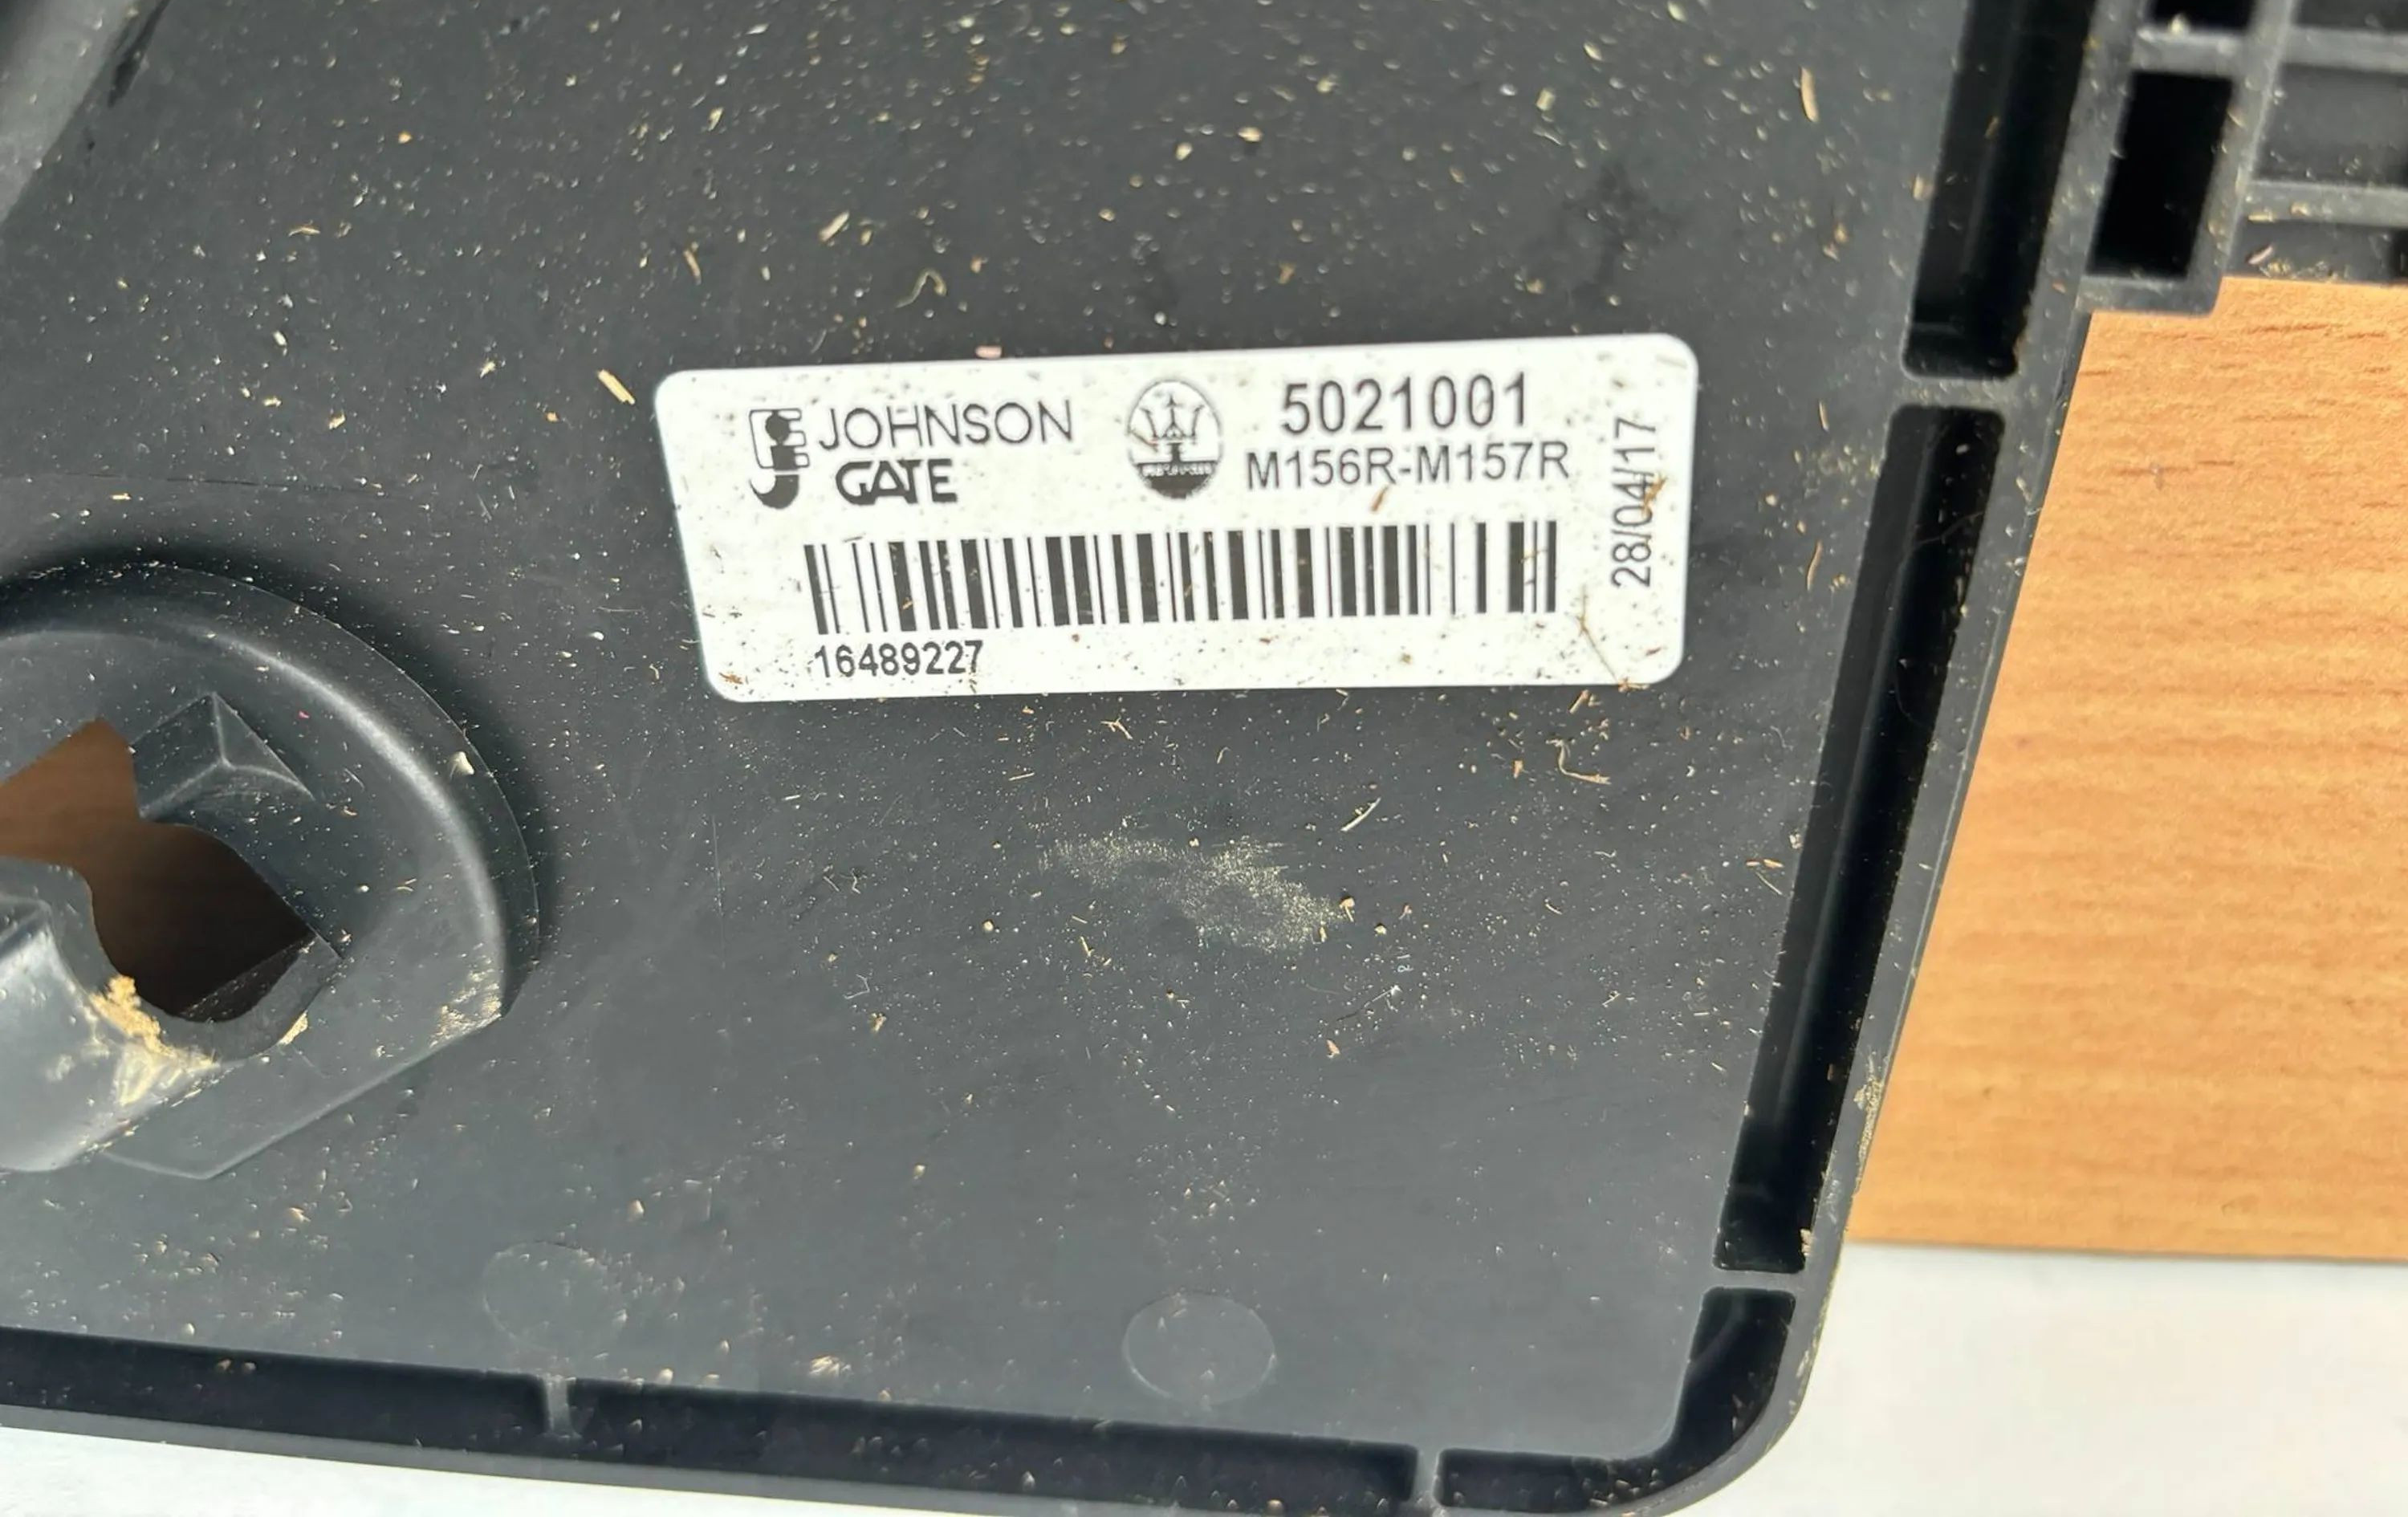 JOHNSON
GATE
5021001
M156R-M157R
28/04/17
16489227